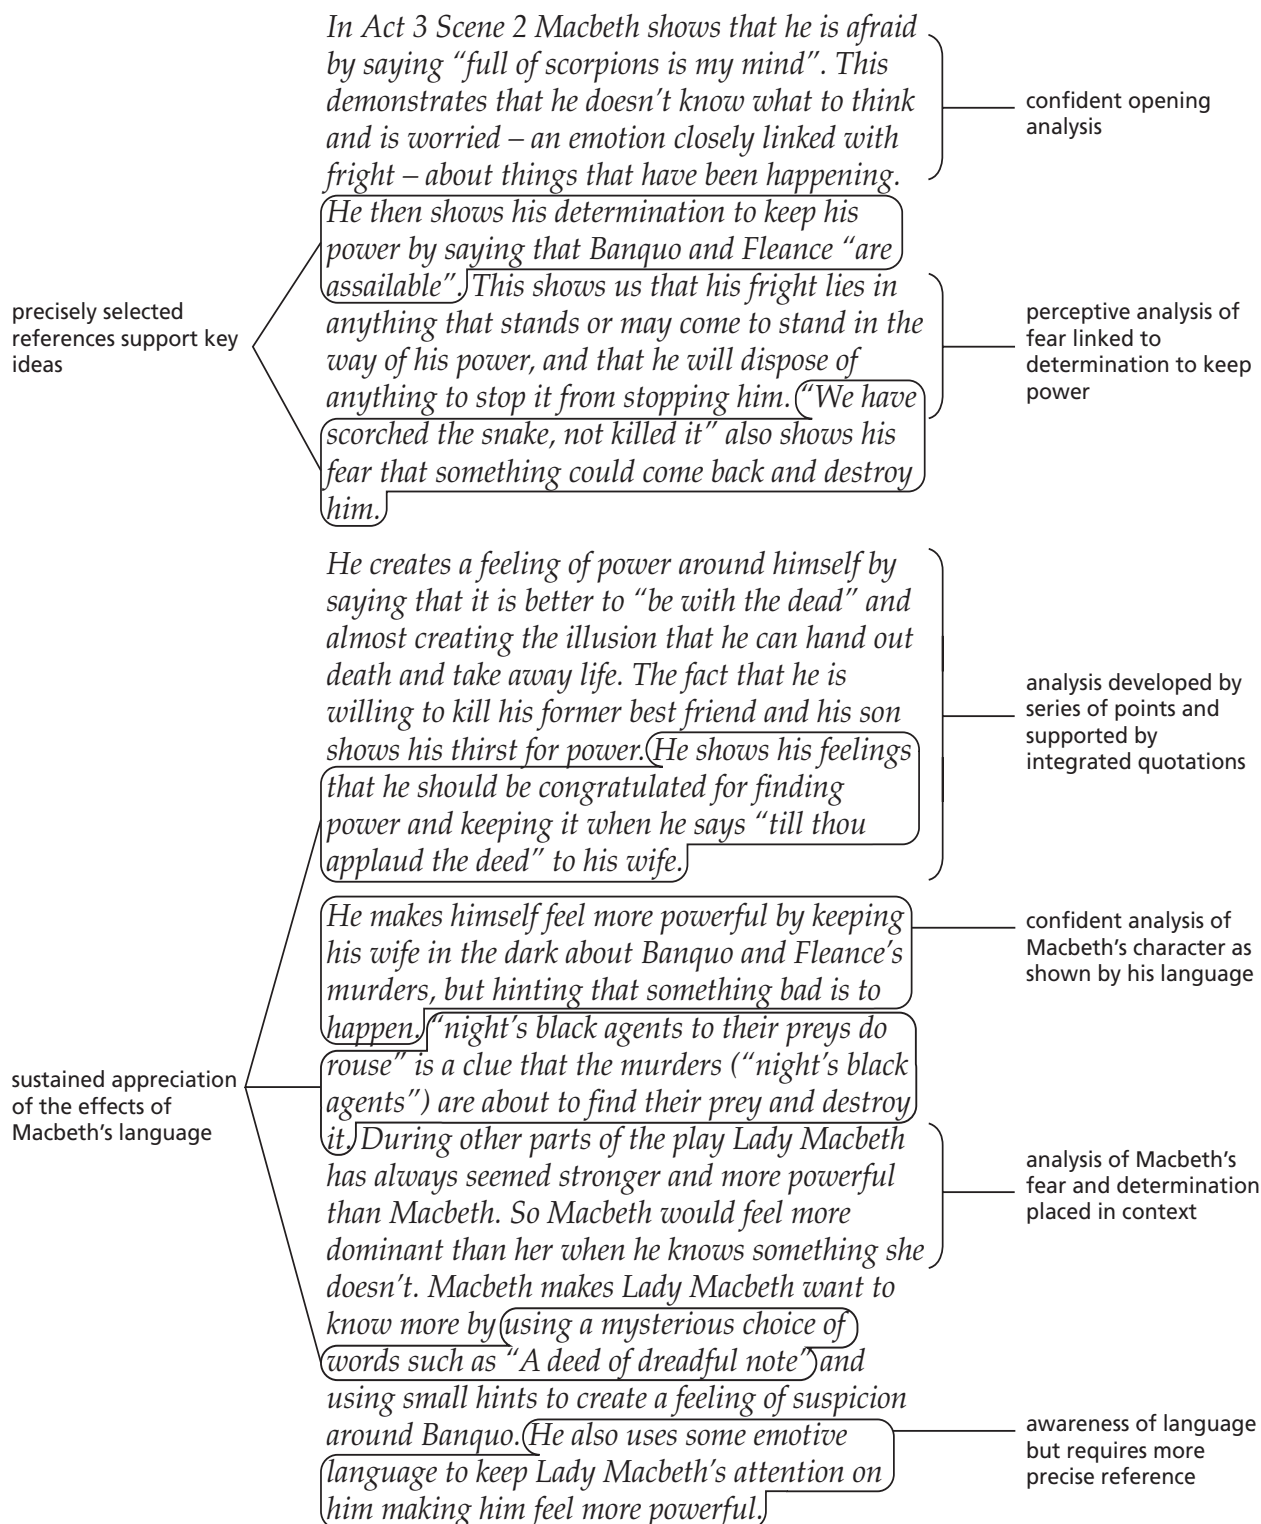 In Act 3 Scene 2 Macbeth shows that he is afraid
by saying “full of scorpions is my mind”. This
demonstrates that he doesn’t know what to think
and is worried – an emotion closely linked with
fright – about things that have been happening.
He then shows his determination to keep his
power by saying that Banquo and Fleance “are
assailable”. This shows us that his fright lies in
anything that stands or may come to stand in the
way of his power, and that he will dispose of
anything to stop it from stopping him. “We have
scorched the snake, not killed it” also shows his
fear that something could come back and destroy
him.
confident opening
analysis
precisely selected
references support key
ideas
perceptive analysis of
fear linked to
determination to keep
power
He creates a feeling of power around himself by
saying that it is better to “be with the dead” and
almost creating the illusion that he can hand out
death and take away life. The fact that he is
willing to kill his former best friend and his son
shows his thirst for power. He shows his feelings
that he should be congratulated for finding
power and keeping it when he says “till thou
applaud the deed” to his wife.
analysis developed by
series of points and
supported by
integrated quotations
He makes himself feel more powerful by keeping
his wife in the dark about Banquo and Fleance’s
murders, but hinting that something bad is to
happen. “night’s black agents to their preys do
rouse” is a clue that the murders (“night’s black
agents”) are about to find their prey and destroy
it. During other parts of the play Lady Macbeth
has always seemed stronger and more powerful
than Macbeth. So Macbeth would feel more
dominant than her when he knows something she
doesn’t. Macbeth makes Lady Macbeth want to
know more by using a mysterious choice of
words such as “A deed of dreadful note” and
using small hints to create a feeling of suspicion
around Banquo. He also uses some emotive
language to keep Lady Macbeth’s attention on
him making him feel more powerful.
confident analysis of
Macbeth’s character as
shown by his language
sustained appreciation
of the effects of
Macbeth’s language
analysis of Macbeth’s
fear and determination
placed in context
awareness of language
but requires more
precise reference